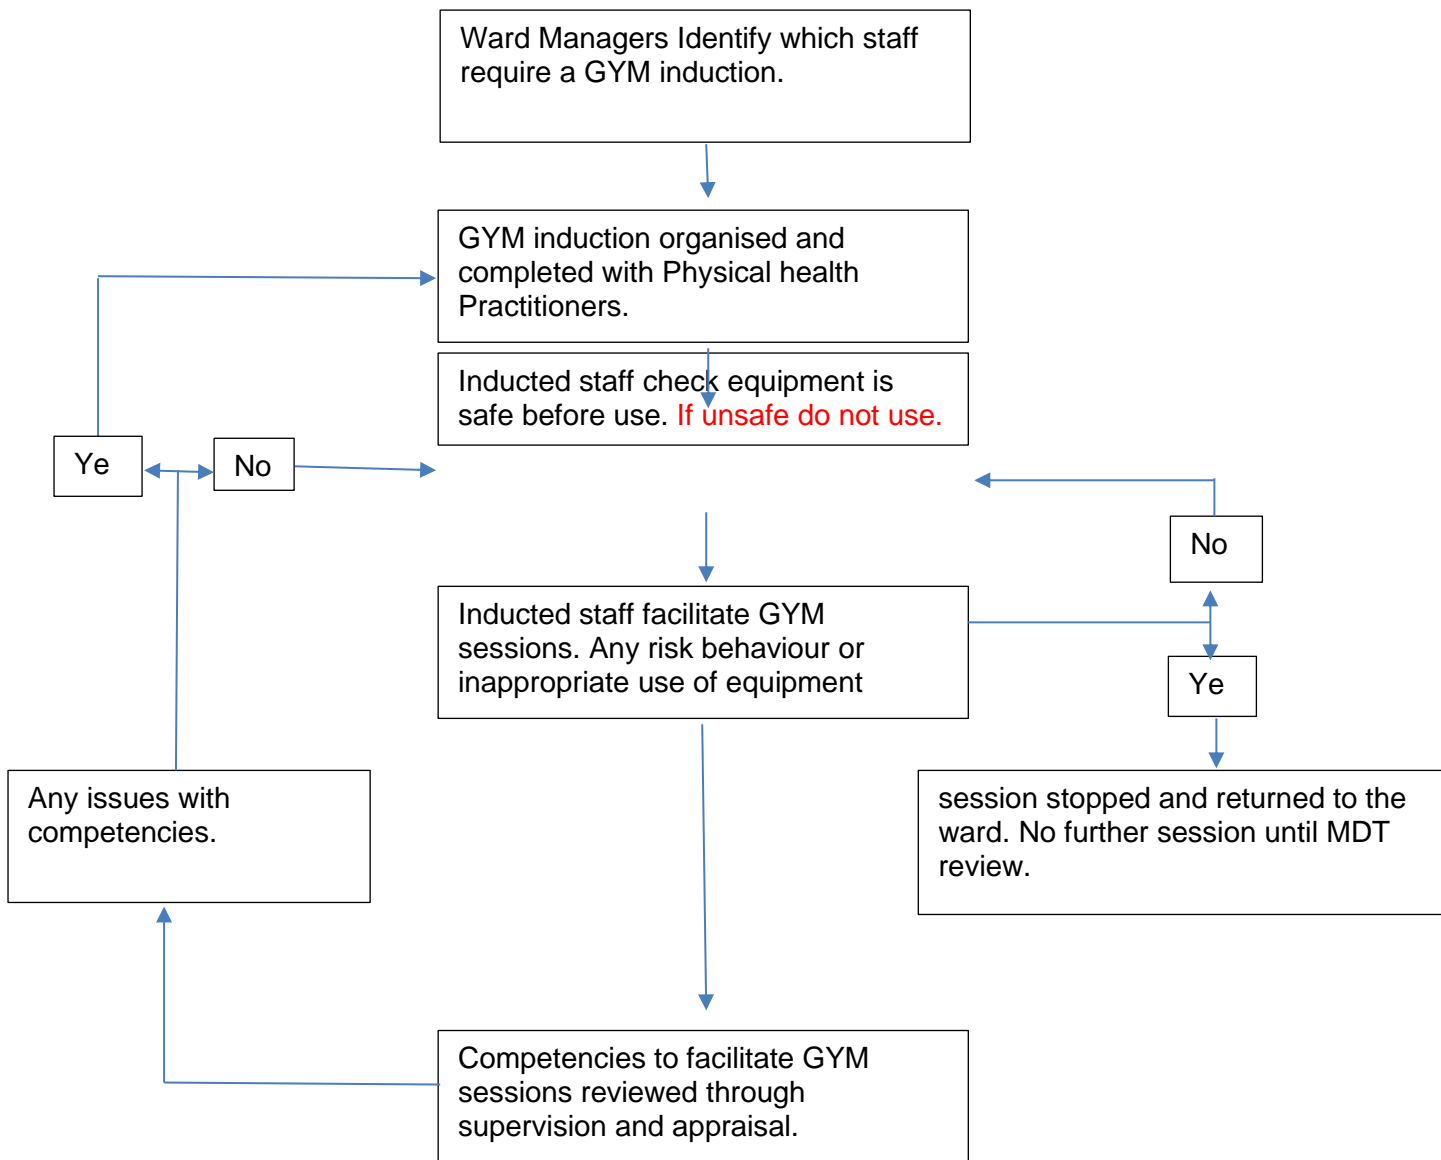 Ward Managers Identify which staff
require a GYM induction.
GYM induction organised and
completed with Physical health
Practitioners.
Inducted staff check equipment is
safe before use. If unsafe do not use.
Ye
No
No
Inducted staff facilitate GYM
sessions. Any risk behaviour or
inappropriate use of equipment
Ye
Any issues with
competencies.
session stopped and returned to the
ward. No further session until MDT
review.
Competencies to facilitate GYM
sessions reviewed through
supervision and appraisal.